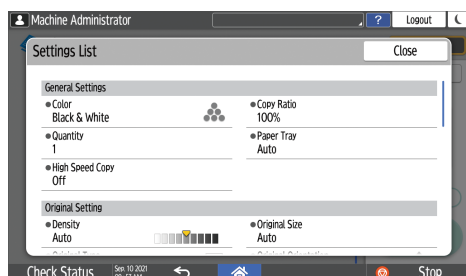 Machine Administrator
? Logout
Settings List
Close
General Settings
Color
Black & White
Copy Ratio
100%
Quantity
1
Paper Tray
Auto
High Speed Copy
Off
Original Setting
Density
Auto
Original Size
Auto
Check Status
Sep. 10 2021
Stop